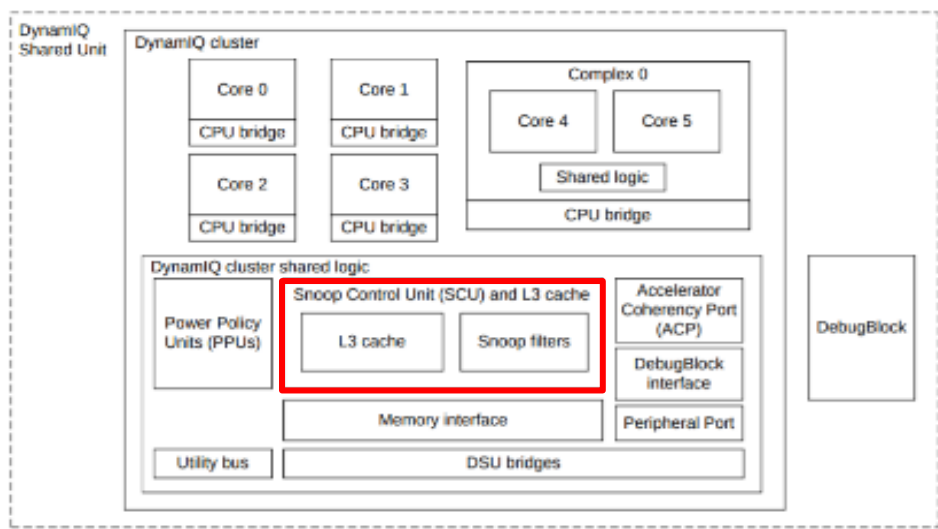 DynamIQ
Shared Unit
DynamIQ cluster
Core 0
CPU bridge
Core 1
CPU bridge
Complex 0
Core 4
Core 5
Shared logic
CPU bridge
Core 2
CPU bridge
Core 3
CPU bridge
DynamIQ cluster shared logic
Power Policy
Units (PPUs)
Snoop Control Unit (SCU) and L3 cache
L3 cache
Snoop filters
Accelerator
Coherency Port
(ACP)
DebugBlock
interface
Memory interface
Peripheral Port
Utility bus
DSU bridges
DebugBlock